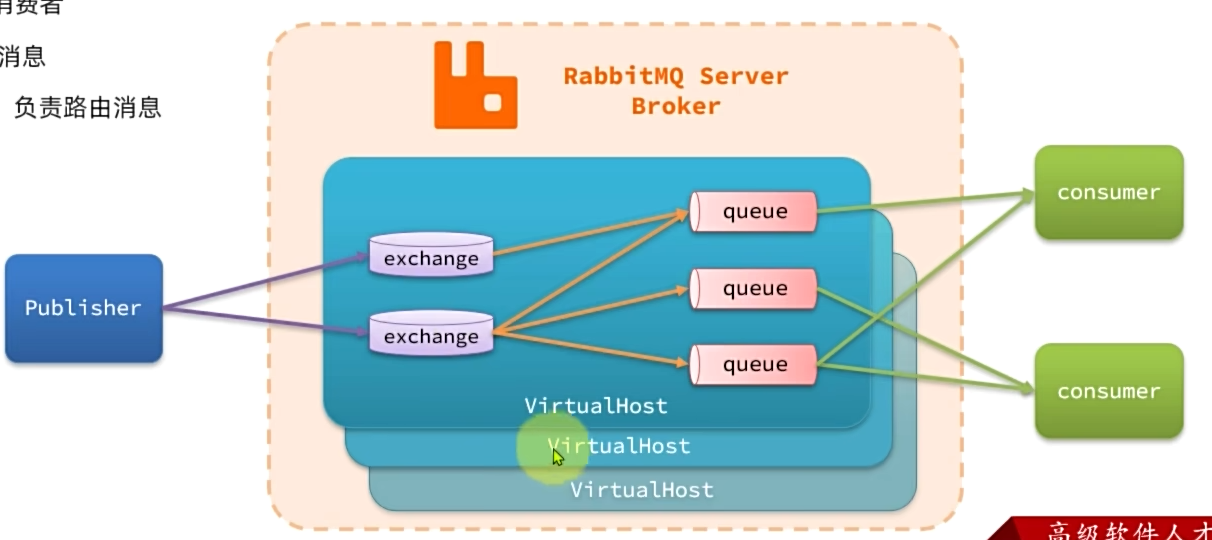 消费者
消息
负责路由消息
RabbitMQ Server
Broker
Publisher
exchange
exchange
queue
queue
queue
VirtualHost
VirtualHost
VirtualHost
consumer
consumer
高级软件人才